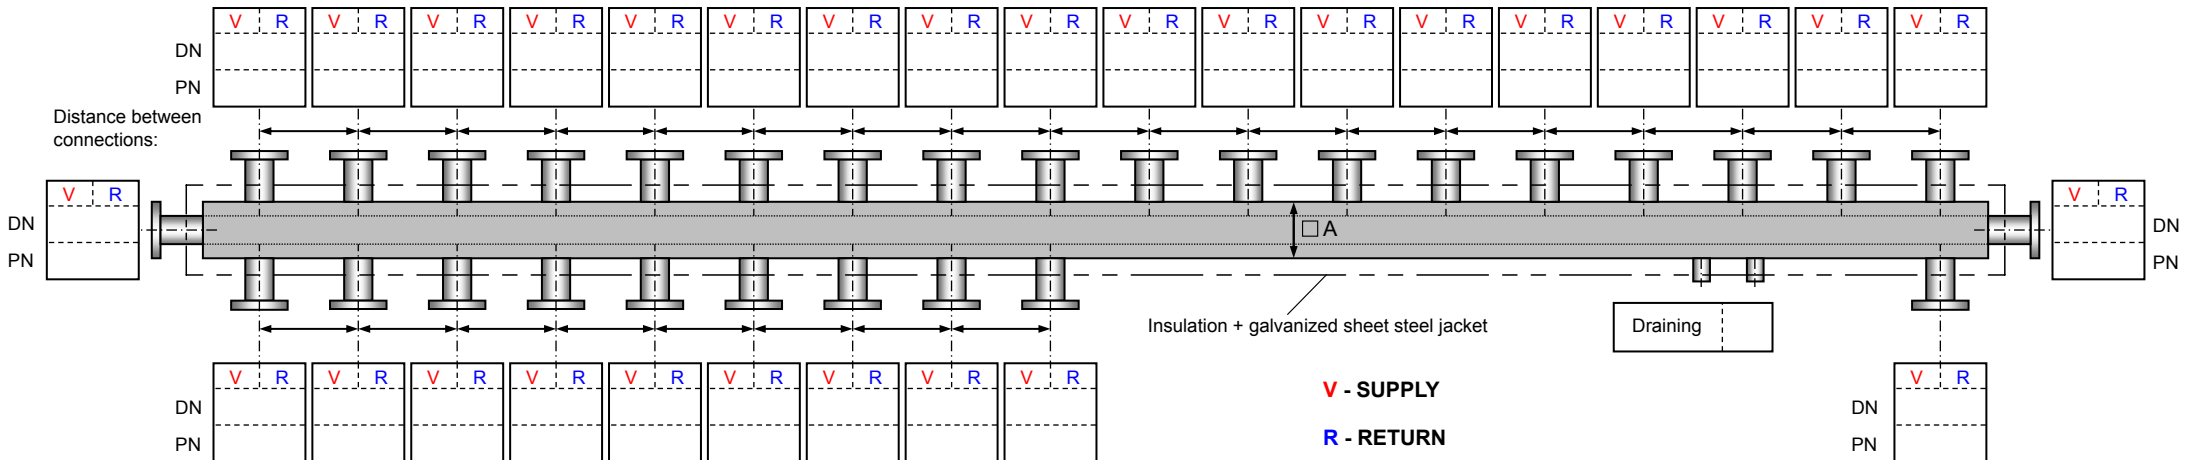 V R V R V R V R V R V R V R V R V R V R V R V R V R V R V R V R V R V R
DN
PN
Distance between
connections:
V R
DN
PN
□ A
V R
DN
PN
Insulation + galvanized sheet steel jacket
Draining
V R V R V R V R V R V R V R V R V R
DN
PN
V - SUPPLY
R - RETURN
V R
DN
PN